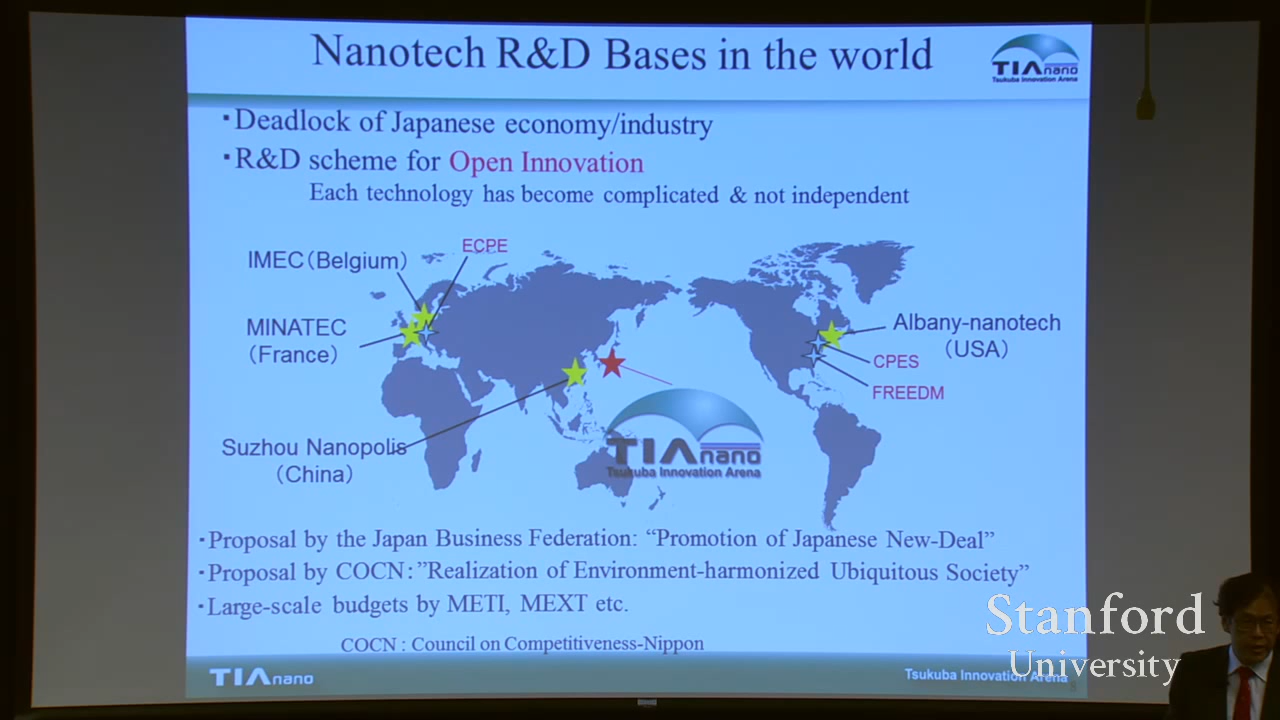 Nanotech R&D Bases in the world
TIA nano
Tsukuba Innovation Arena
・Deadlock of Japanese economy/industry
・R&D scheme for Open Innovation
Each technology has become complicated & not independent
ECPE
IMEC(Belgium)
MINATEC
(France)
Albany-nanotech
(USA)
CPES
FREEDM
Suzhou Nanopolis
(China)
TIA nano
Tsukuba Innovation Arena
・Proposal by the Japan Business Federation: “Promotion of Japanese New-Deal”
・Proposal by COCN:”Realization of Environment-harmonized Ubiquitous Society”
・Large-scale budgets by METI, MEXT etc.
COCN : Council on Competitiveness-Nippon
TIA nano
Tsukuba Innovation Arena
Stanford
University